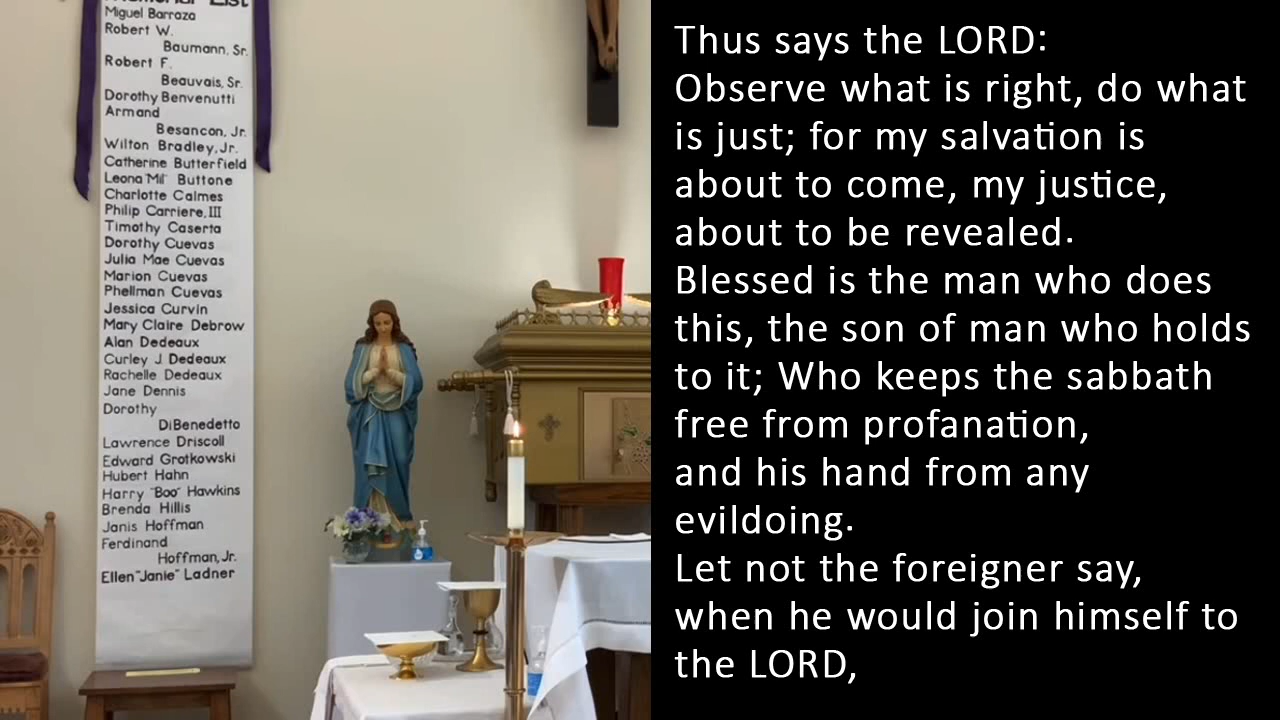 Memorial List
Miguel Barraza
Robert W.
Baumann, Sr.
Robert F.
Beauvais, Sr.
Dorothy Benvenutti
Armand
Besancon, Jr.
Wilton Bradley, Jr.
Catherine Butterfield
Leona "Mil" Buttone
Charlotte Calmes
Philip Carriere, III
Timothy Caserta
Dorothy Cuevas
Julia Mae Cuevas
Marion Cuevas
Phellman Cuevas
Jessica Curvin
Mary Claire Debrow
Alan Dedeaux
Curley J. Dedeaux
Rachelle Dedeaux
Jane Dennis
Dorothy
DiBenedetto
Lawrence Driscoll
Edward Grotkowski
Hubert Hahn
Harry "Boo" Hawkins
Brenda Hillis
Janis Hoffman
Ferdinand
Hoffman, Jr.
Ellen "Janie" Ladner
Thus says the LORD:
Observe what is right, do what
is just; for my salvation is
about to come, my justice,
about to be revealed.
Blessed is the man who does
this, the son of man who holds
to it; Who keeps the sabbath
free from profanation,
and his hand from any
evildoing.
Let not the foreigner say,
when he would join himself to
the LORD,